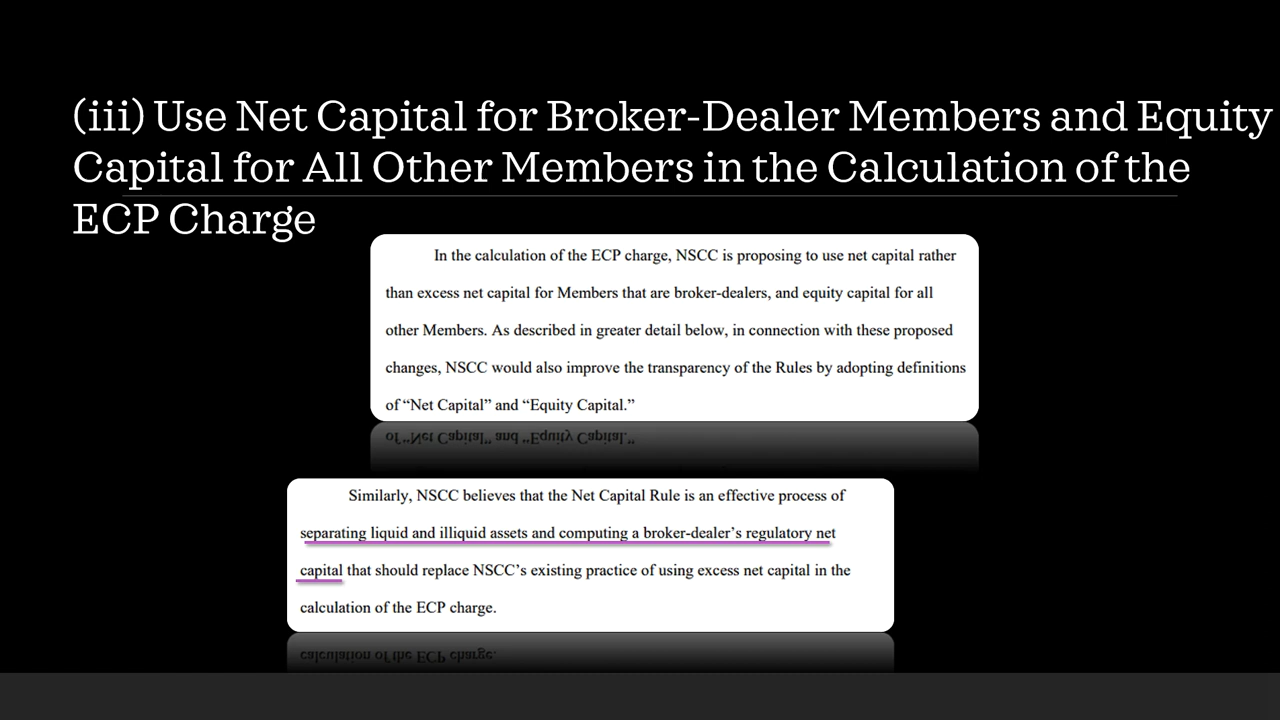 (iii) Use Net Capital for Broker-Dealer Members and Equity
Capital for All Other Members in the Calculation of the
ECP Charge
In the calculation of the ECP charge, NSCC is proposing to use net capital rather
than excess net capital for Members that are broker-dealers, and equity capital for all
other Members. As described in greater detail below, in connection with these proposed
changes, NSCC would also improve the transparency of the Rules by adopting definitions
of “Net Capital” and “Equity Capital.”
Similarly, NSCC believes that the Net Capital Rule is an effective process of
separating liquid and illiquid assets and computing a broker-dealer’s regulatory net
capital that should replace NSCC’s existing practice of using excess net capital in the
calculation of the ECP charge.